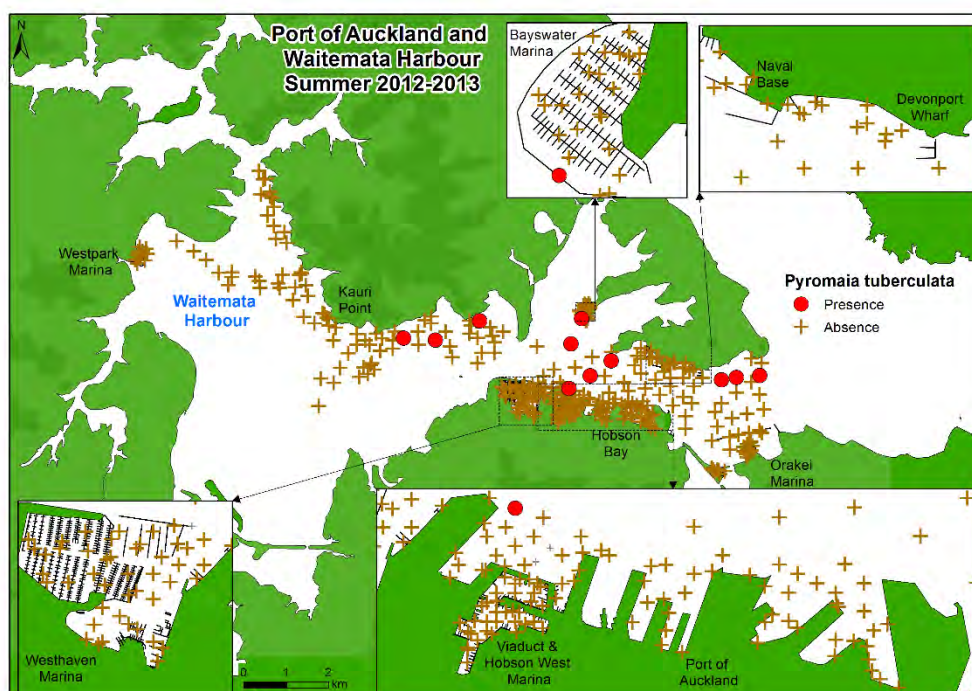 N
Port of Auckland and
Waitemata Harbour
Summer 2012-2013
Bayswater
Marina
Naval
Base
Devonport
Wharf
Westpark
Marina
Waitemata
Harbour
Kauri
Point
Pyromaia tuberculata
Presence
Absence
Hobson
Bay
Orakei
Marina
Westhaven
Marina
0 1 2
km
Viaduct &
Hobson West
Marina
Port of
Auckland